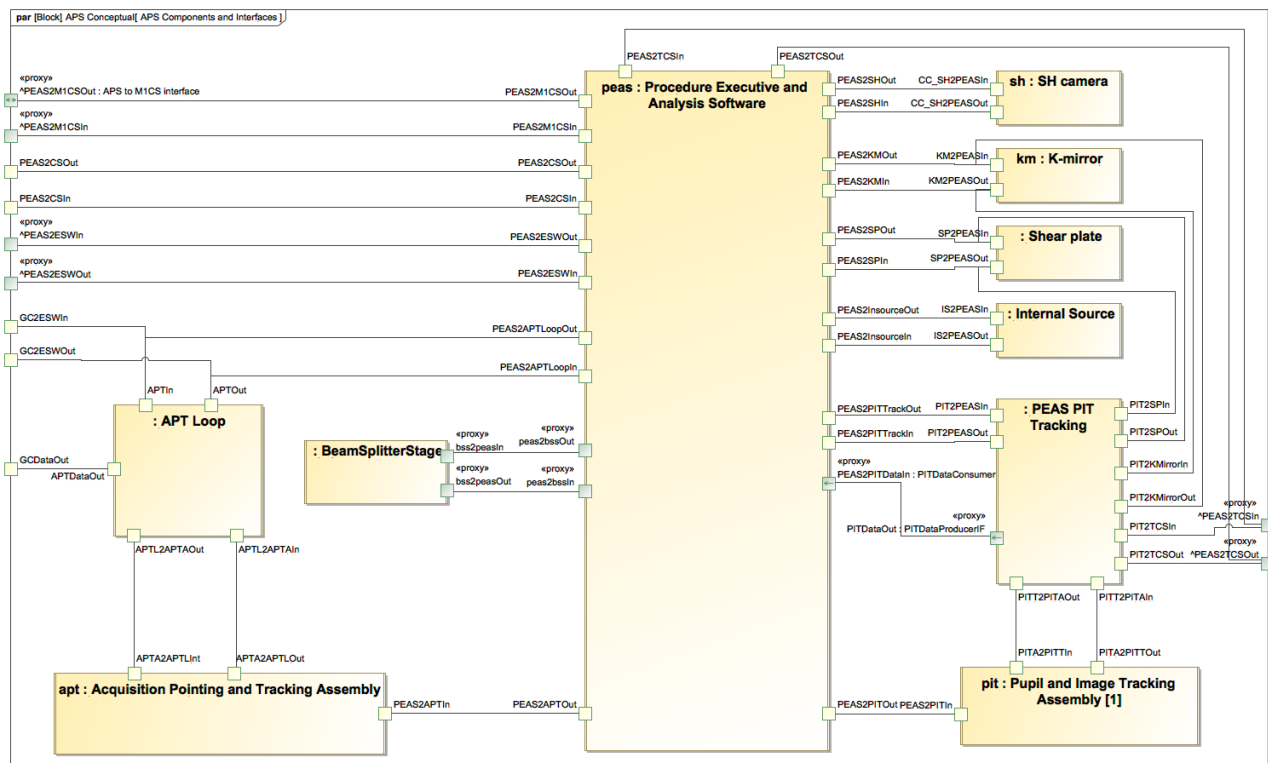 par [Block] APS Conceptual[ APS Components and Interfaces ]
PEAS2TCSIn
PEAS2TCSOut
«proxy»
^PEAS2M1CSOut : APS to M1CS interface
PEAS2M1CSOut
«proxy»
^PEAS2M1CSIn
PEAS2M1CSIn
PEAS2CSOut
PEAS2CSOut
PEAS2CSIn
PEAS2CSIn
«proxy»
^PEAS2ESWIn
PEAS2ESWOut
«proxy»
^PEAS2ESWOut
PEAS2ESWIn
GC2ESWIn
PEAS2APTLoopOut
GC2ESWOut
PEAS2APTLoopIn
APTIn
APTOut
: APT Loop
GCDataOut
APTDataOut
APTL2APTAOut
APTL2APTAIn
: BeamSplitterStage
«proxy»
bss2peasIn
«proxy»
peas2bssOut
«proxy»
bss2peasOut
«proxy»
peas2bssIn
APTA2APTLInt
APTA2APTLOut
apt : Acquisition Pointing and Tracking Assembly
PEAS2APTIn
PEAS2APTOut
peas : Procedure Executive and
Analysis Software
PEAS2SHOut
CC_SH2PEASIn
PEAS2SHIn
CC_SH2PEASOut
sh : SH camera
PEAS2KMOut
KM2PEASIn
PEAS2KMIn
KM2PEASOut
km : K-mirror
PEAS2SPOut
SP2PEASIn
PEAS2SPIn
SP2PEASOut
: Shear plate
PEAS2InsourceOut
IS2PEASIn
PEAS2InsourceIn
IS2PEASOut
: Internal Source
PEAS2PITTrackOut
PIT2PEASIn
PEAS2PITTrackIn
PIT2PEASOut
«proxy»
PEAS2PITDataIn : PITDataConsumer
«proxy»
PITDataOut : PITDataProducerIF
: PEAS PIT
Tracking
PIT2SPIn
PIT2SPOut
PIT2KMirrorIn
PIT2KMirrorOut
PIT2TCSIn
PIT2TCSOut
«proxy»
^PEAS2TCSIn
«proxy»
^PEAS2TCSOut
PITT2PITAOut
PITT2PITAIn
PITA2PITTIn
PITA2PITTOut
pit : Pupil and Image Tracking
Assembly [1]
PEAS2PITOut
PEAS2PITIn